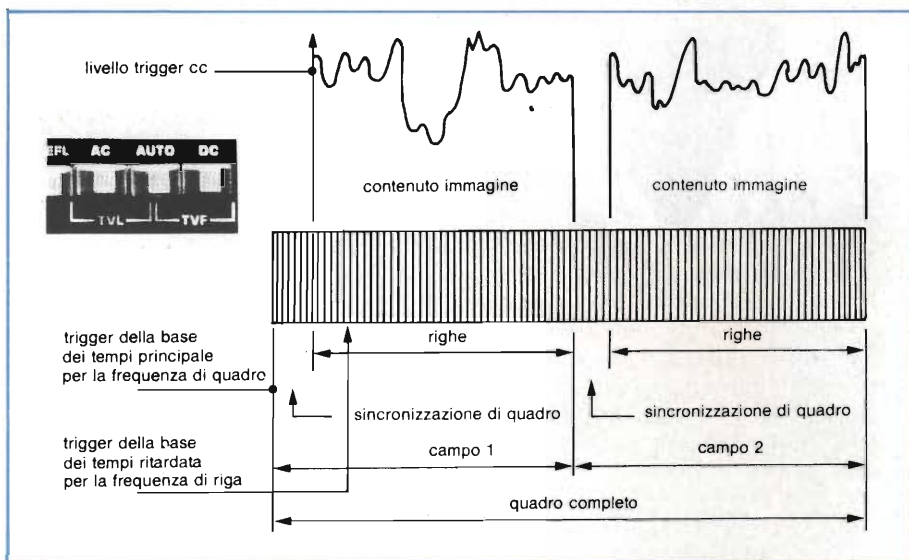 livello trigger cc
EFL AC AUTO DC
TVL TVF
contenuto immagine
contenuto immagine
trigger della base
dei tempi principale
per la frequenza di quadro
righe
righe
sincronizzazione di quadro
sincronizzazione di quadro
trigger della base
dei tempi ritardata
per la frequenza di riga
campo 1
campo 2
quadro completo